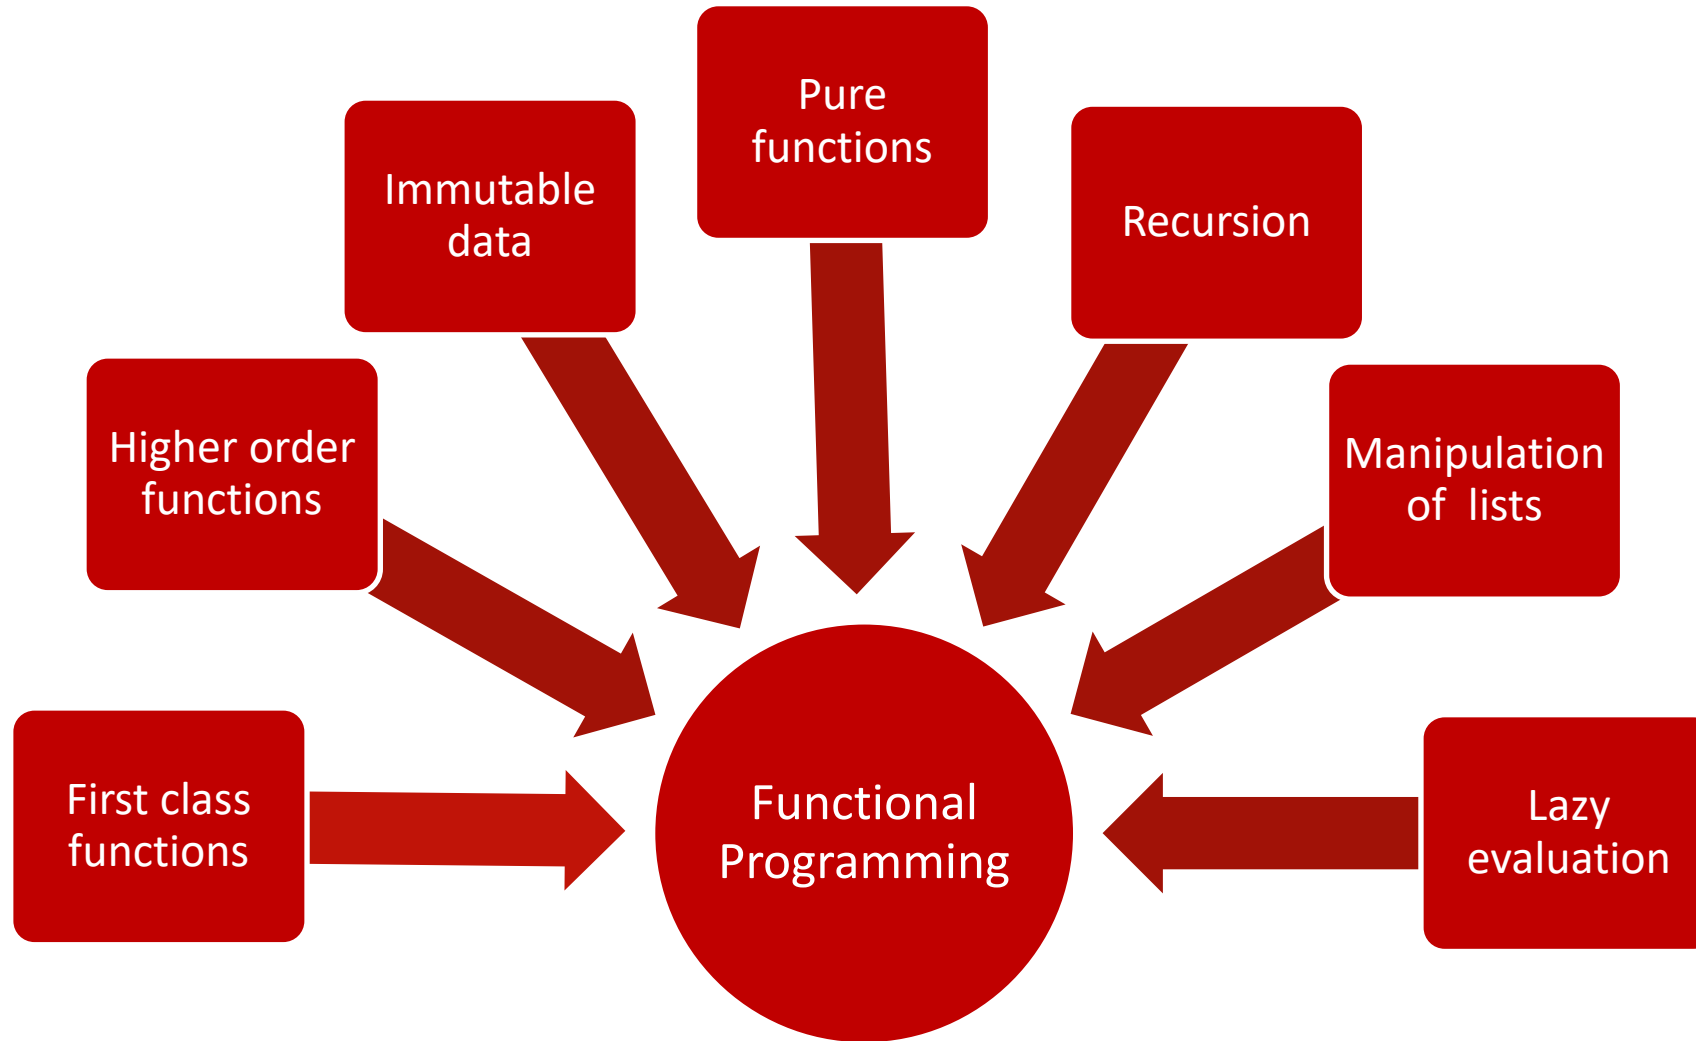 Pure
functions
Immutable
data
Recursion
Higher order
functions
Manipulation
of  lists
First class
functions
Functional
Programming
Lazy
evaluation